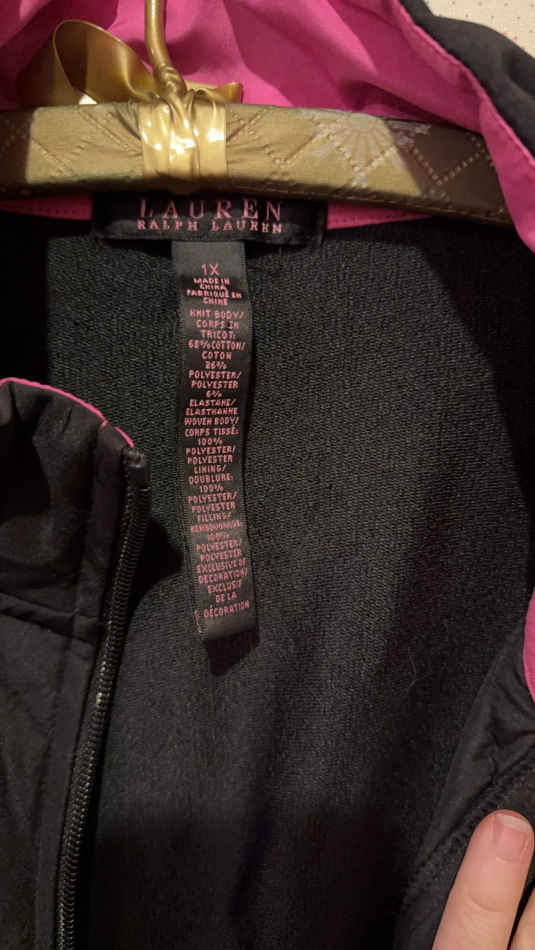 LAUREN
RALPH LAUREN
1X
MADE IN
CHINA
FABRIQUÉ EN
CHINE
KNIT BODY/
CORPS EN
TRICOT:
68%COTTON/
COTON
26%
POLYESTER/
POLYESTER
6%
ELASTANE/
ELASTHANNE
WOVEN BODY/
CORPS TISSÉ:
100%
POLYESTER/
POLYESTER
LINING/
DOUBLURE:
100%
POLYESTER/
POLYESTER
FILLING/
REMBOURRAGE:
100%
POLYESTER/
POLYESTER
EXCLUSIVE OF
DECORATION/
EXCLUSIF
DE LA
DÉCORATION